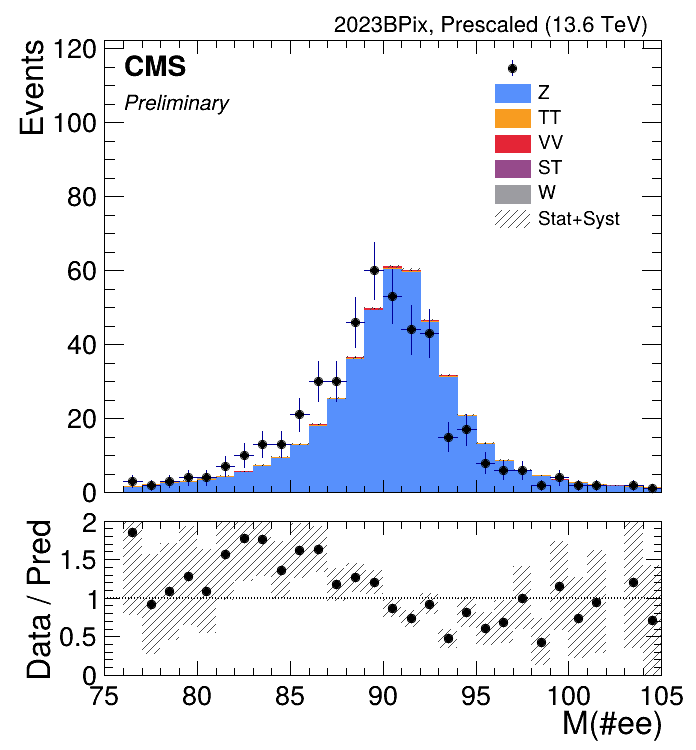 2023BPix, Prescaled (13.6 TeV)
CMS
Preliminary
Events
120
100
80
60
40
20
0
Z
TT
VV
ST
W
Stat+Syst
Data / Pred
2
1.5
1
0.5
0
75 80 85 90 95 100 105
M(#ee)